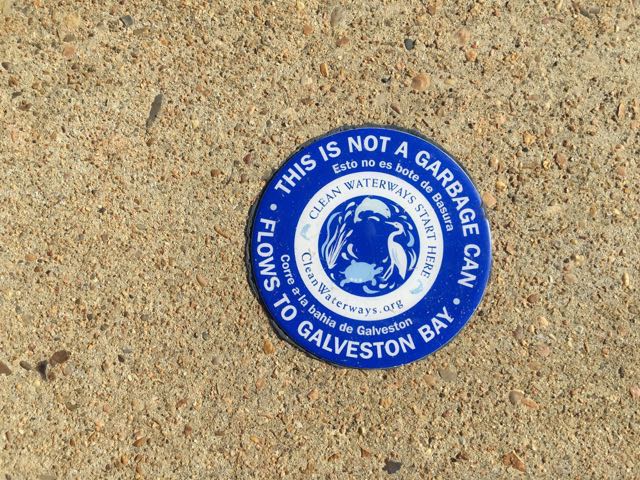 THIS IS NOT A GARBAGE CAN
Esto no es bote de Basura
CLEAN WATERWAYS START HERE
CleanWaterways.org
Corre a la bahia de Galveston
FLOWS TO GALVESTON BAY